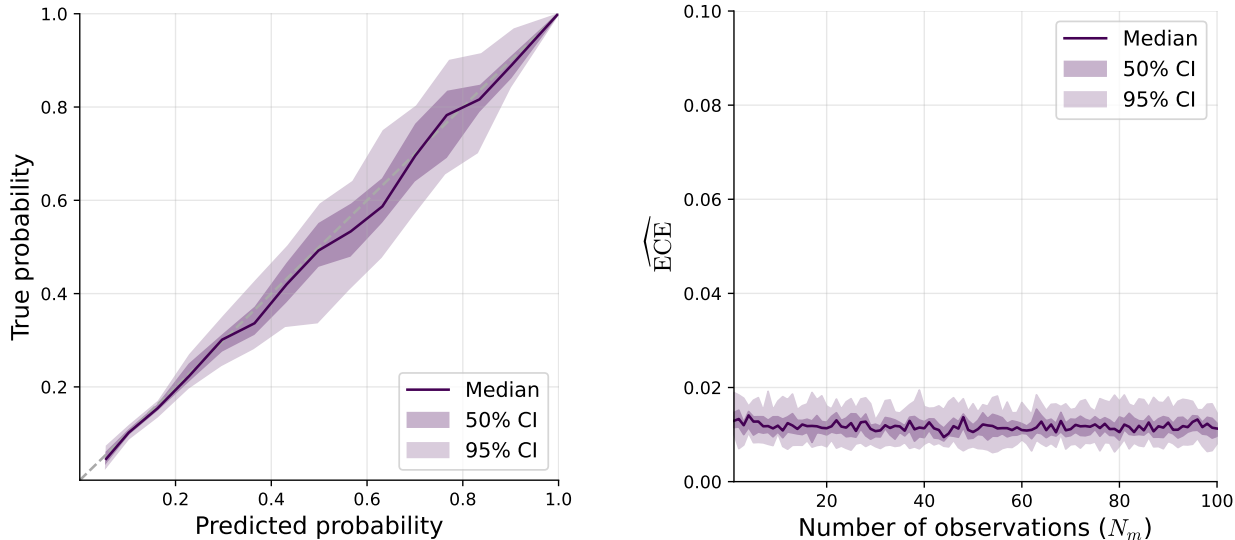 1.0
0.8
0.6
0.4
0.2
True probability
0.2 0.4 0.6 0.8 1.0
Predicted probability
Median
50% CI
95% CI
0.10
0.08
0.06
0.04
0.02
0.00
ECE
20 40 60 80 100
Number of observations (Nm)
Median
50% CI
95% CI